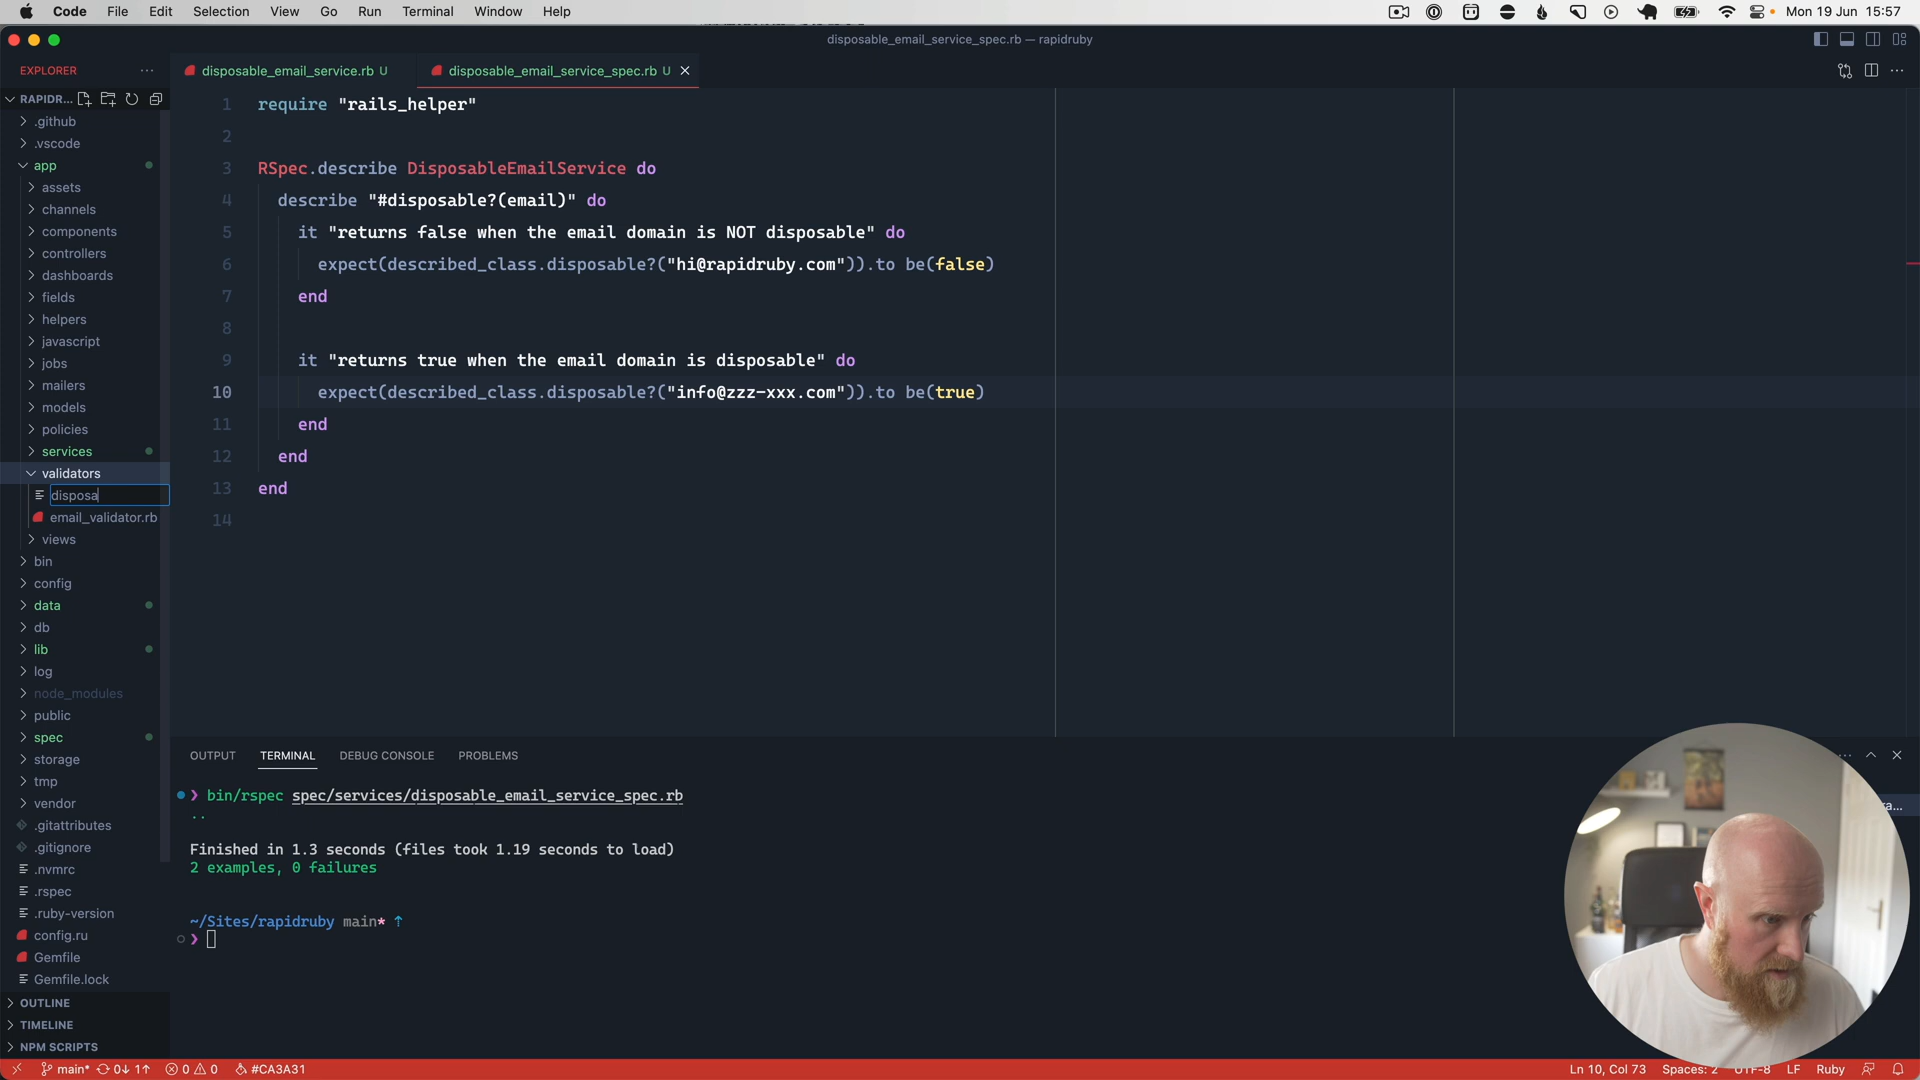 Code File Edit Selection View Go Run Terminal Window Help
Mon 19 Jun 15:57
disposable_email_service_spec.rb — rapidruby
EXPLORER
disposable_email_service.rb U
disposable_email_service_spec.rb U
RAPIDR...
.github
.vscode
app
assets
channels
components
controllers
dashboards
fields
helpers
javascript
jobs
mailers
models
policies
services
validators
disposa
email_validator.rb
views
bin
config
data
db
lib
log
node_modules
public
spec
storage
tmp
vendor
.gitattributes
.gitignore
.nvmrc
.rspec
.ruby-version
config.ru
Gemfile
Gemfile.lock
OUTLINE
TIMELINE
NPM SCRIPTS
1 require "rails_helper"
2
3 RSpec.describe DisposableEmailService do
4 describe "#disposable?(email)" do
5 it "returns false when the email domain is NOT disposable" do
6 expect(described_class.disposable?("hi@rapidruby.com")).to be(false)
7 end
8
9 it "returns true when the email domain is disposable" do
10 expect(described_class.disposable?("info@zzz-xxx.com")).to be(true)
11 end
12 end
13 end
14
OUTPUT TERMINAL DEBUG CONSOLE PROBLEMS
❯ bin/rspec spec/services/disposable_email_service_spec.rb
..
Finished in 1.3 seconds (files took 1.19 seconds to load)
2 examples, 0 failures
~/Sites/rapidruby main* ↑
❯
main* 0↓ 1↑ 0 0 #CA3A31
Ln 10, Col 73 Spaces: 2 UTF-8 LF Ruby